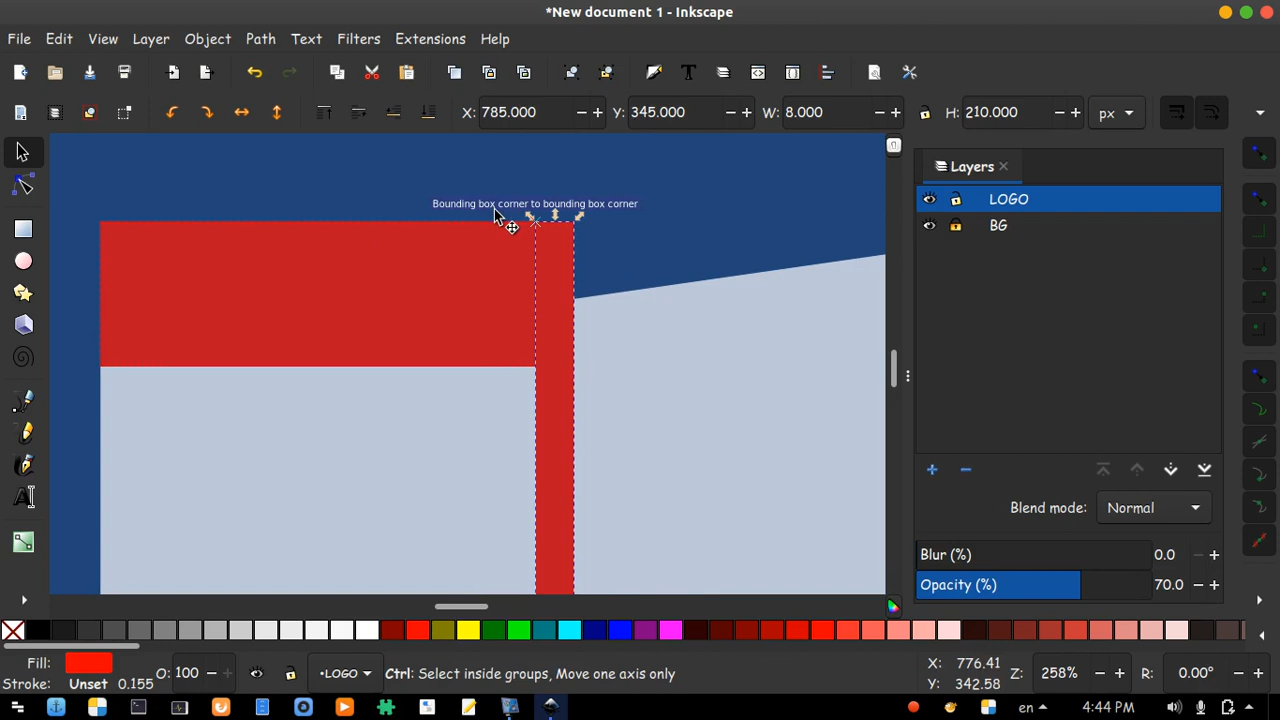 *New document 1 - Inkscape
File Edit View Layer Object Path Text Filters Extensions Help
X: 785.000 Y: 345.000 W: 8.000 H: 210.000 px
Layers
Bounding box corner to bounding box corner
LOGO
BG
Blend mode: Normal
Blur (%) 0.0
Opacity (%) 70.0
Fill:
Stroke: Unset 0.155
O: 100
•LOGO
Ctrl: Select inside groups, Move one axis only
X: 776.41
Y: 342.58
Z: 258%
R: 0.00°
en
4:44 PM